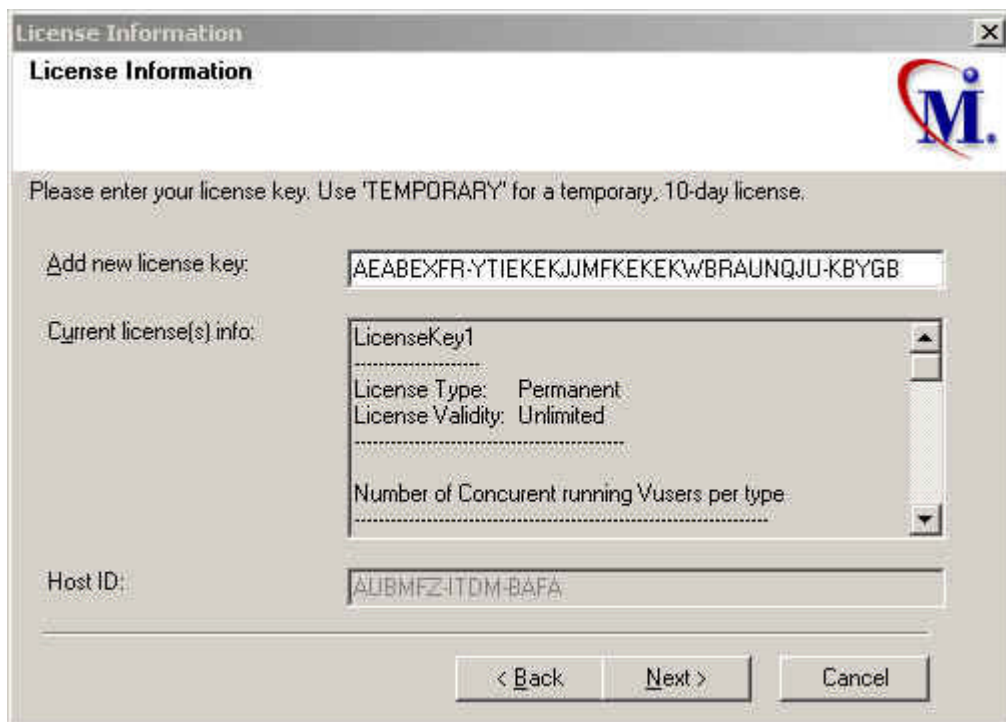 License Information
License Information
M.
Please enter your license key. Use 'TEMPORARY' for a temporary, 10-day license.
Add new license key: AEABEXFR-YTIEKEKJJMFKEKEKWBRAUNQJU-KBYGB
Current license(s) info:
LicenseKey1
--------------------
License Type: Permanent
License Validity: Unlimited
--------------------------------------------
Number of Concurent running Vusers per type
--------------------------------------------------------------------
Host ID: AUBMFZ-ITDM-BAFA
< Back
Next >
Cancel